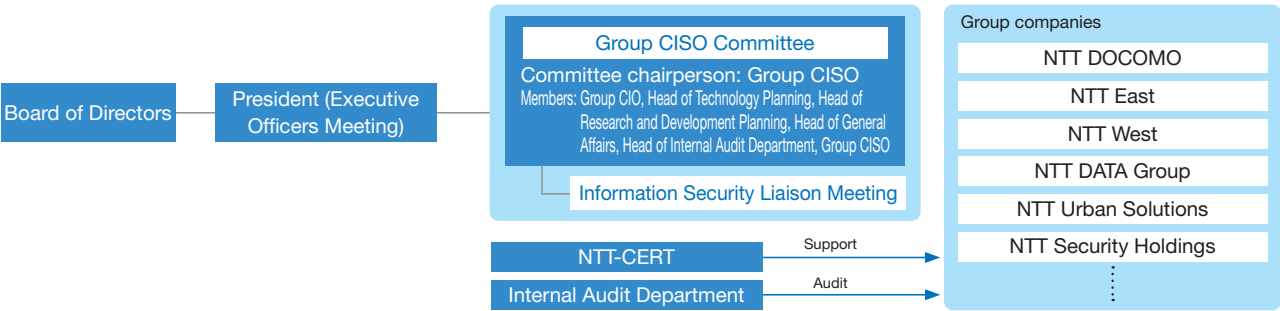 Board of Directors
President (Executive
Officers Meeting)
Group CISO Committee
Committee chairperson: Group CISO
Members: Group CIO, Head of Technology Planning, Head of
Research and Development Planning, Head of General
Affairs, Head of Internal Audit Department, Group CISO
Information Security Liaison Meeting
NTT-CERT
Support
Internal Audit Department
Audit
Group companies
NTT DOCOMO
NTT East
NTT West
NTT DATA Group
NTT Urban Solutions
NTT Security Holdings